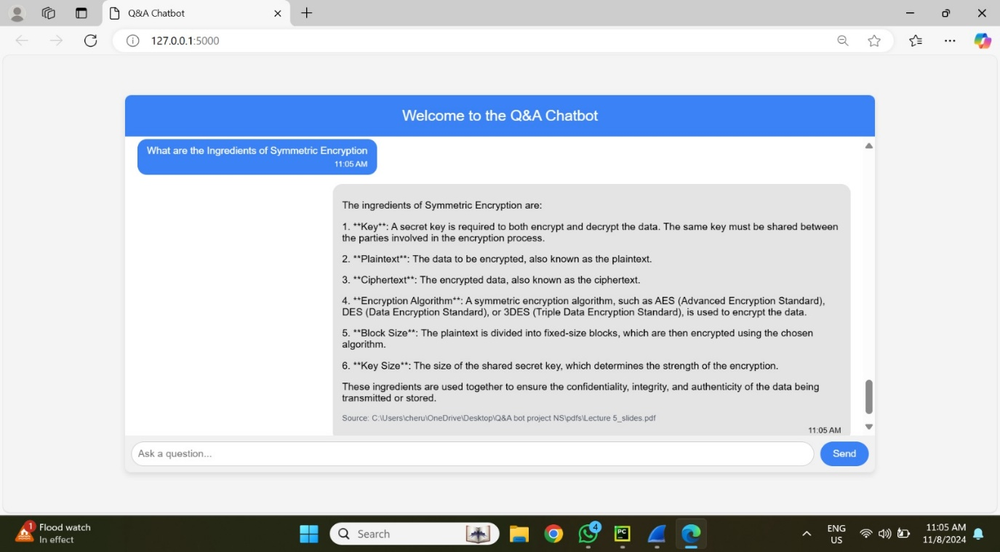 Q&A Chatbot
127.0.0.1:5000
Welcome to the Q&A Chatbot
What are the Ingredients of Symmetric Encryption
11:05 AM
The ingredients of Symmetric Encryption are:
1. **Key**: A secret key is required to both encrypt and decrypt the data. The same key must be shared between
the parties involved in the encryption process.
2. **Plaintext**: The data to be encrypted, also known as the plaintext.
3. **Ciphertext**: The encrypted data, also known as the ciphertext.
4. **Encryption Algorithm**: A symmetric encryption algorithm, such as AES (Advanced Encryption Standard),
DES (Data Encryption Standard), or 3DES (Triple Data Encryption Standard), is used to encrypt the data.
5. **Block Size**: The plaintext is divided into fixed-size blocks, which are then encrypted using the chosen
algorithm.
6. **Key Size**: The size of the shared secret key, which determines the strength of the encryption.
These ingredients are used together to ensure the confidentiality, integrity, and authenticity of the data being
transmitted or stored.
Source: C:\Users\cheru\OneDrive\Desktop\Q&A bot project NS\pdfs\Lecture 5_slides.pdf
11:05 AM
Ask a question...
Send
1
Flood watch
In effect
Search
4
PC
ENG
US
11:05 AM
11/8/2024